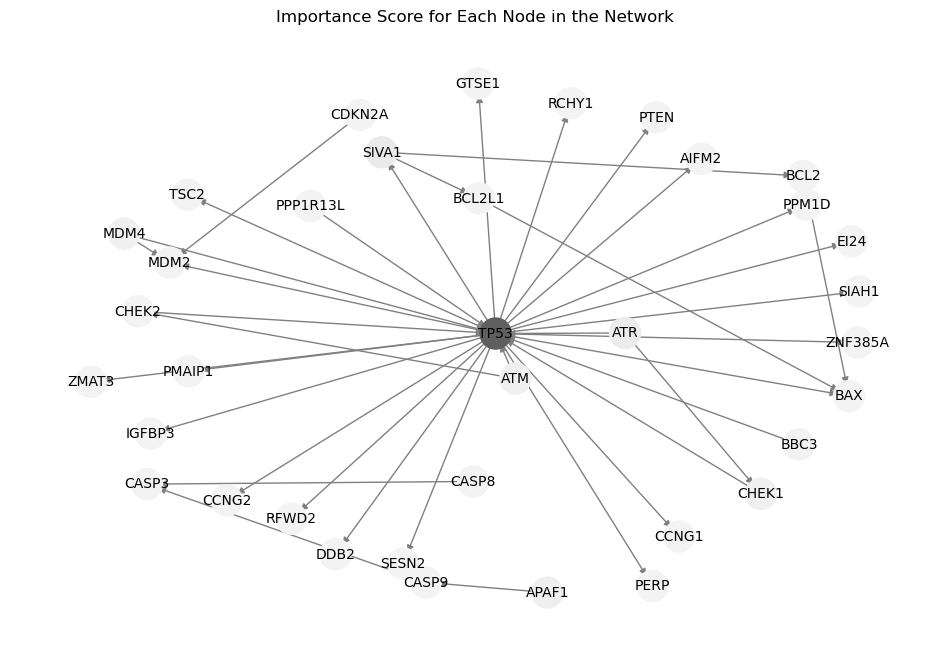 Importance Score for Each Node in the Network
GTSE1
RCHY1
CDKN2A
PTEN
SIVA1
AIFM2
BCL2
TSC2
BCL2L1
PPP1R13L
PPM1D
MDM4
EI24
MDM2
SIAH1
CHEK2
TP53
ATR
ZNF385A
PMAIP1
ATM
ZMAT3
BAX
IGFBP3
BBC3
CASP8
CASP3
CHEK1
CCNG2
RFWD2
CCNG1
DDB2
SESN2
CASP9
PERP
APAF1